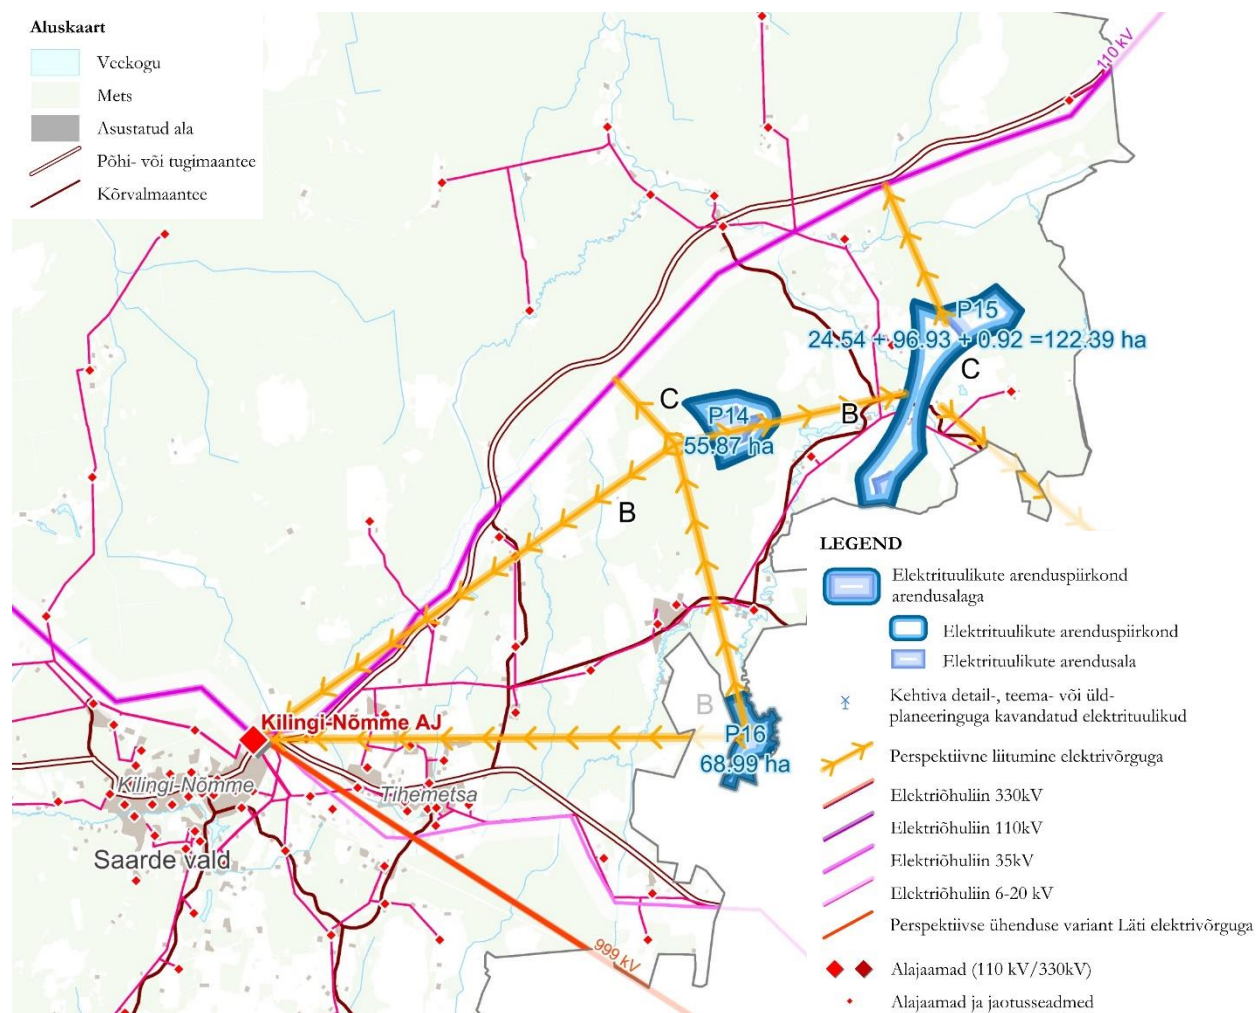 Aluskaart
Veekogu
Mets
Asustatud ala
Põhi- või tugimaantee
Kõrvalmaantee
110 kV
P15
24.54 + 96.93 + 0.92 =122.39 ha
C
C
P14
B
55.87 ha
B
B
P16
68.99 ha
Kilingi-Nõmme AJ
Kilingi-Nõmme
Tihemetsa
Saarde vald
999 kV
LEGEND
Elektrituulikute arenduspiirkond
arendusalaga
Elektrituulikute arenduspiirkond
Elektrituulikute arendusala
Kehtiva detail-, teema- või üld-
planeeringuga kavandatud elektrituulikud
Perspektiivne liitumine elektrivõrguga
Elektriõhuliin 330kV
Elektriõhuliin 110kV
Elektriõhuliin 35kV
Elektriõhuliin 6-20 kV
Perspektiivse ühenduse variant Läti elektrivõrguga
Alajaamad (110 kV/330kV)
Alajaamad ja jaotusseadmed